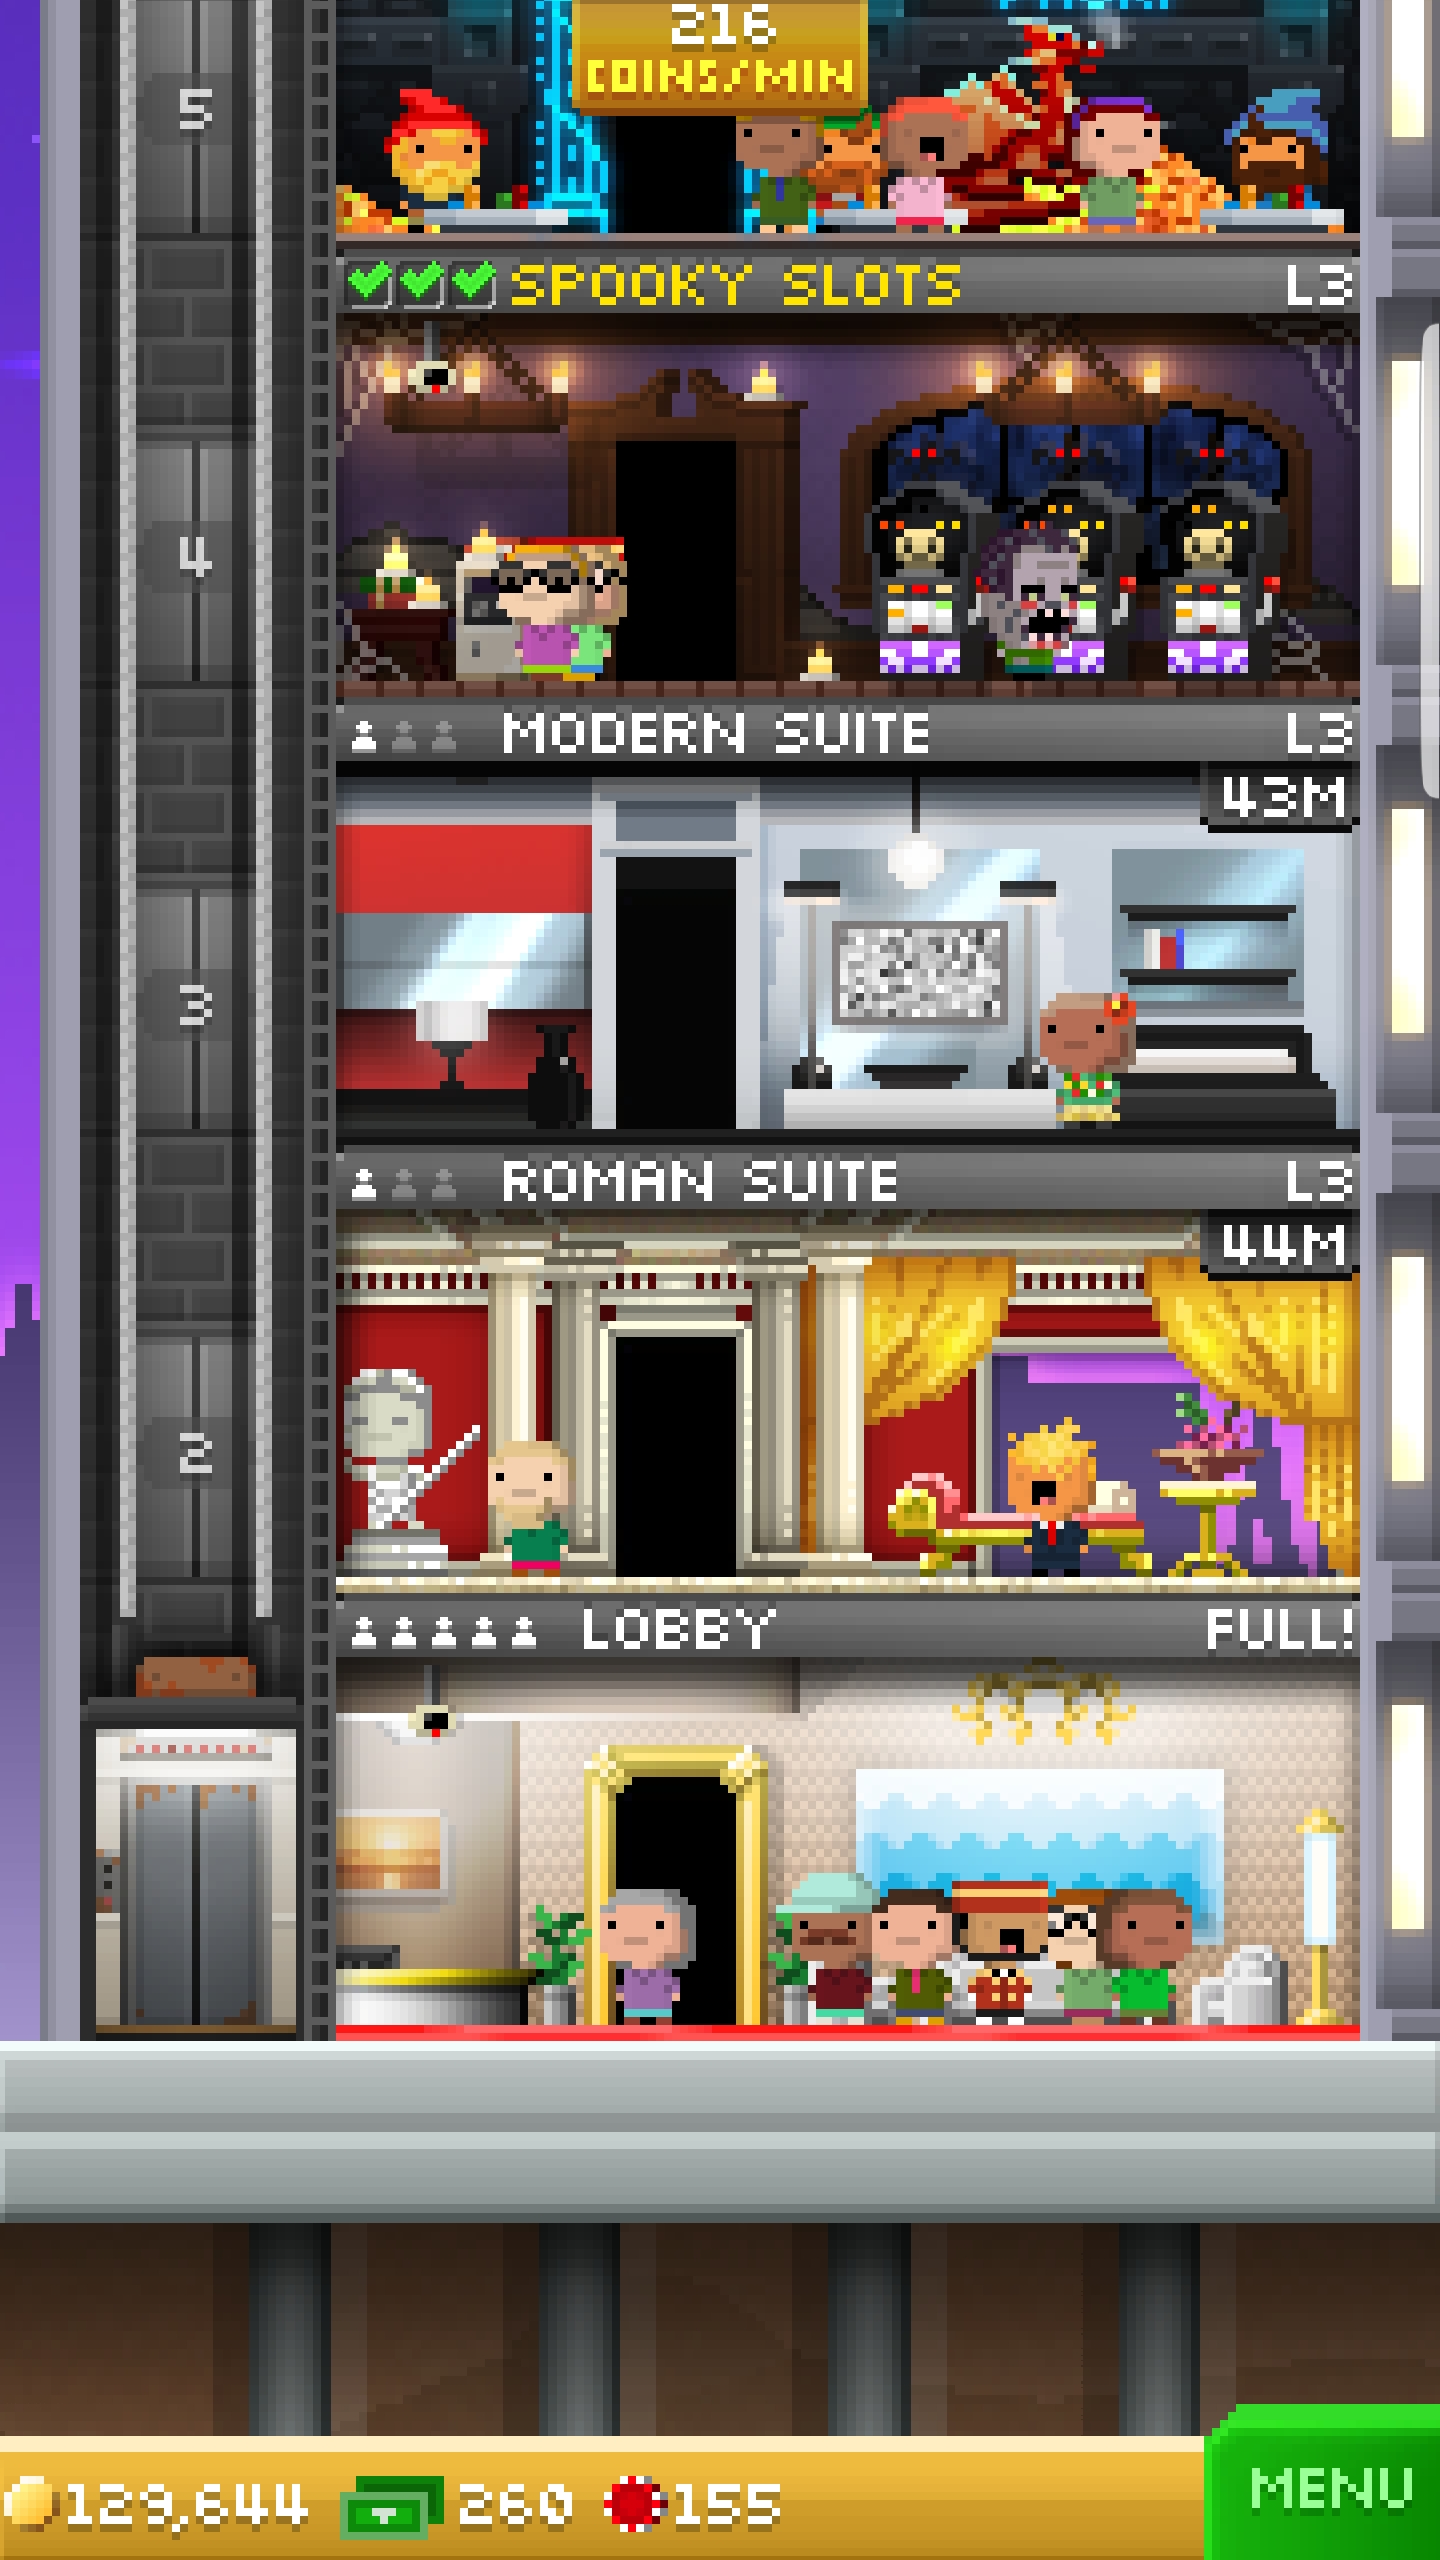 216
COINS/MIN
5
SPOOKY SLOTS L3
4
MODERN SUITE L3
43M
3
ROMAN SUITE L3
44M
2
LOBBY FULL!
129,644 260 155
MENU